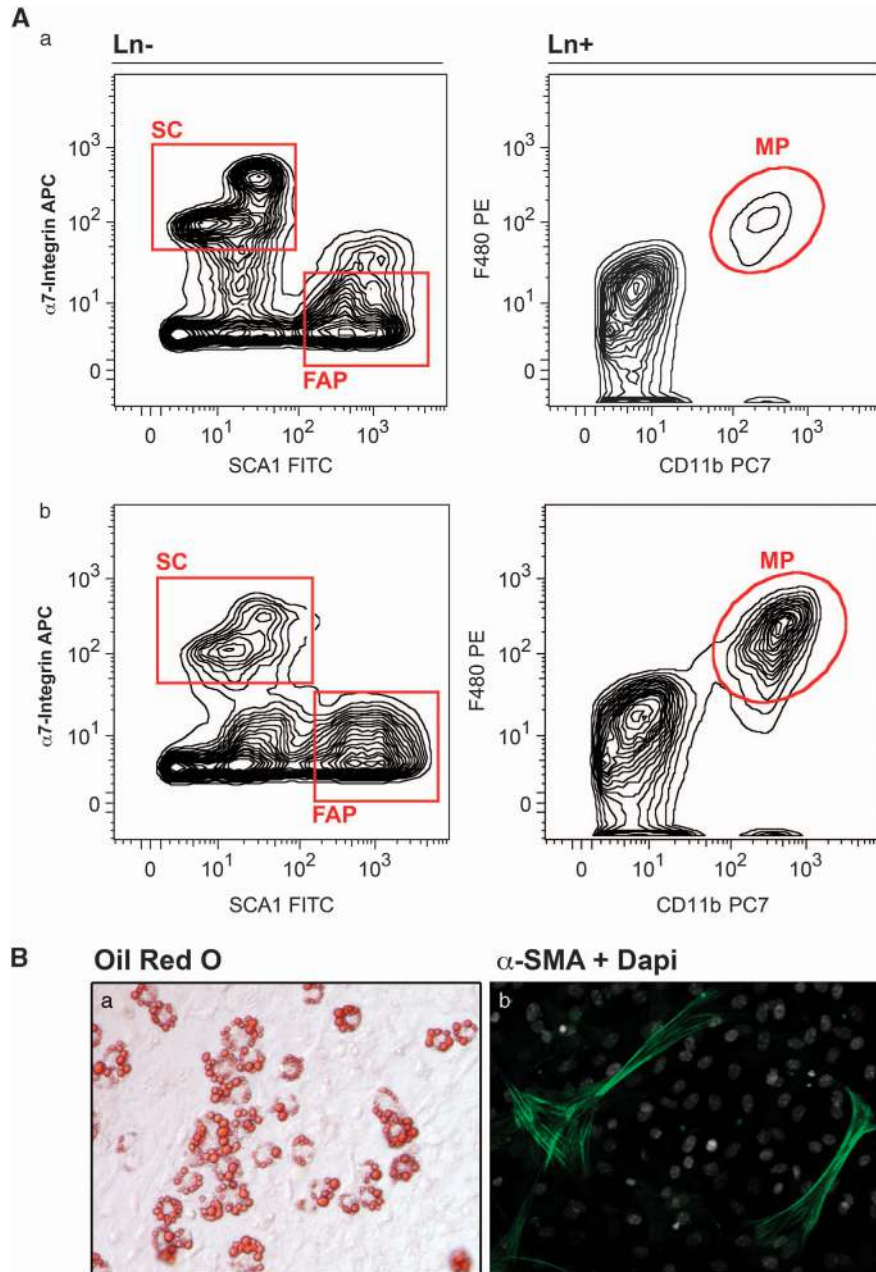 A
a
Ln-
Ln+
α7-Integrin APC
10³
10²
10¹
0
SC
FAP
0
10¹
10²
10³
SCA1 FITC
F480 PE
10³
10²
10¹
0
MP
0
10¹
10²
10³
CD11b PC7
b
α7-Integrin APC
10³
10²
10¹
0
SC
FAP
0
10¹
10²
10³
SCA1 FITC
F480 PE
10³
10²
10¹
0
MP
0
10¹
10²
10³
CD11b PC7
B
Oil Red O
α-SMA + Dapi
a
b